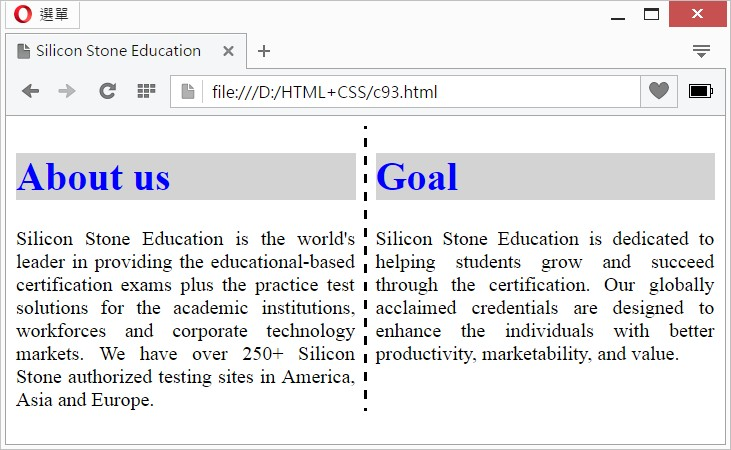 選單
Silicon Stone Education
file:///D:/HTML+CSS/c93.html
About us
Silicon Stone Education is the world's
leader in providing the educational-based
certification exams plus the practice test
solutions for the academic institutions,
workforces and corporate technology
markets. We have over 250+ Silicon
Stone authorized testing sites in America,
Asia and Europe.
Goal
Silicon Stone Education is dedicated to
helping students grow and succeed
through the certification. Our globally
acclaimed credentials are designed to
enhance the individuals with better
productivity, marketability, and value.